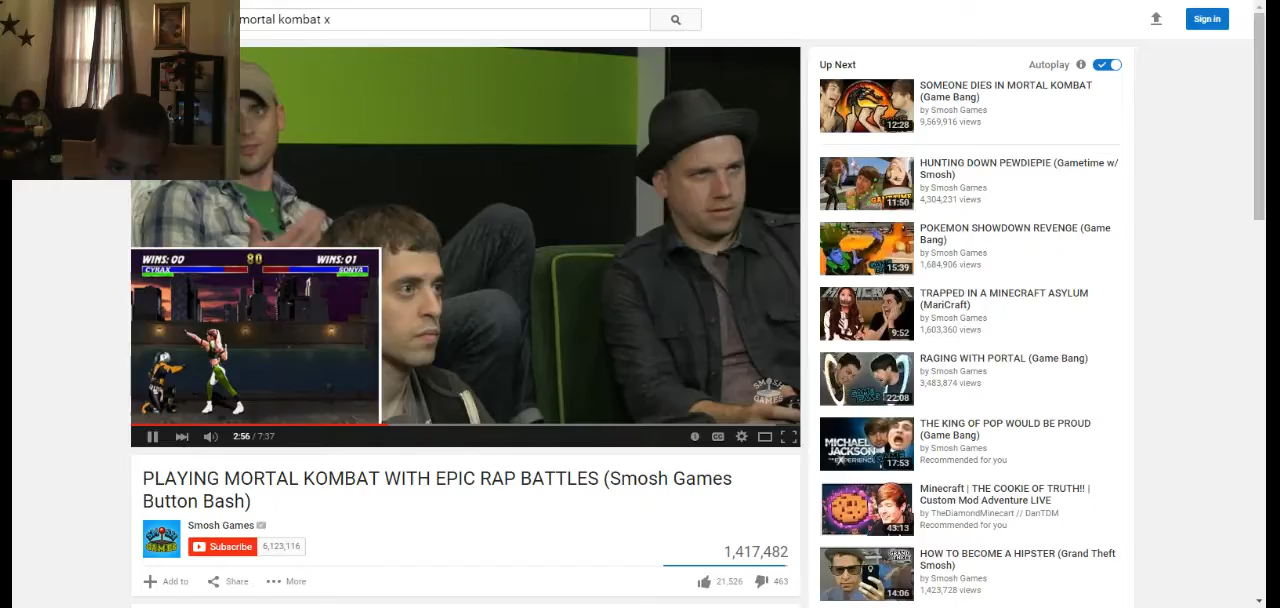 mortal kombat x
Sign in
WINS: 00
80
WINS: 01
CYRAX
SONYA
SMOSH
GAMES
2:56 / 7:37
CC
PLAYING MORTAL KOMBAT WITH EPIC RAP BATTLES (Smosh Games
Button Bash)
Smosh Games
Subscribe 6,123,116
1,417,482
Add to Share More
21,526 463
Up Next
Autoplay
SOMEONE DIES IN MORTAL KOMBAT
(Game Bang)
by Smosh Games
9,569,916 views
12:28
HUNTING DOWN PEWDIEPIE (Gametime w/
Smosh)
by Smosh Games
4,304,231 views
11:50
POKEMON SHOWDOWN REVENGE (Game
Bang)
by Smosh Games
1,684,906 views
15:39
TRAPPED IN A MINECRAFT ASYLUM
(MariCraft)
by Smosh Games
1,603,360 views
9:52
RAGING WITH PORTAL (Game Bang)
by Smosh Games
3,483,874 views
22:08
THE KING OF POP WOULD BE PROUD
(Game Bang)
by Smosh Games
Recommended for you
MICHAEL
JACKSON
17:53
Minecraft | THE COOKIE OF TRUTH!! |
Custom Mod Adventure LIVE
by TheDiamondMinecart // DanTDM
Recommended for you
43:13
HOW TO BECOME A HIPSTER (Grand Theft
Smosh)
by Smosh Games
1,423,728 views
14:06